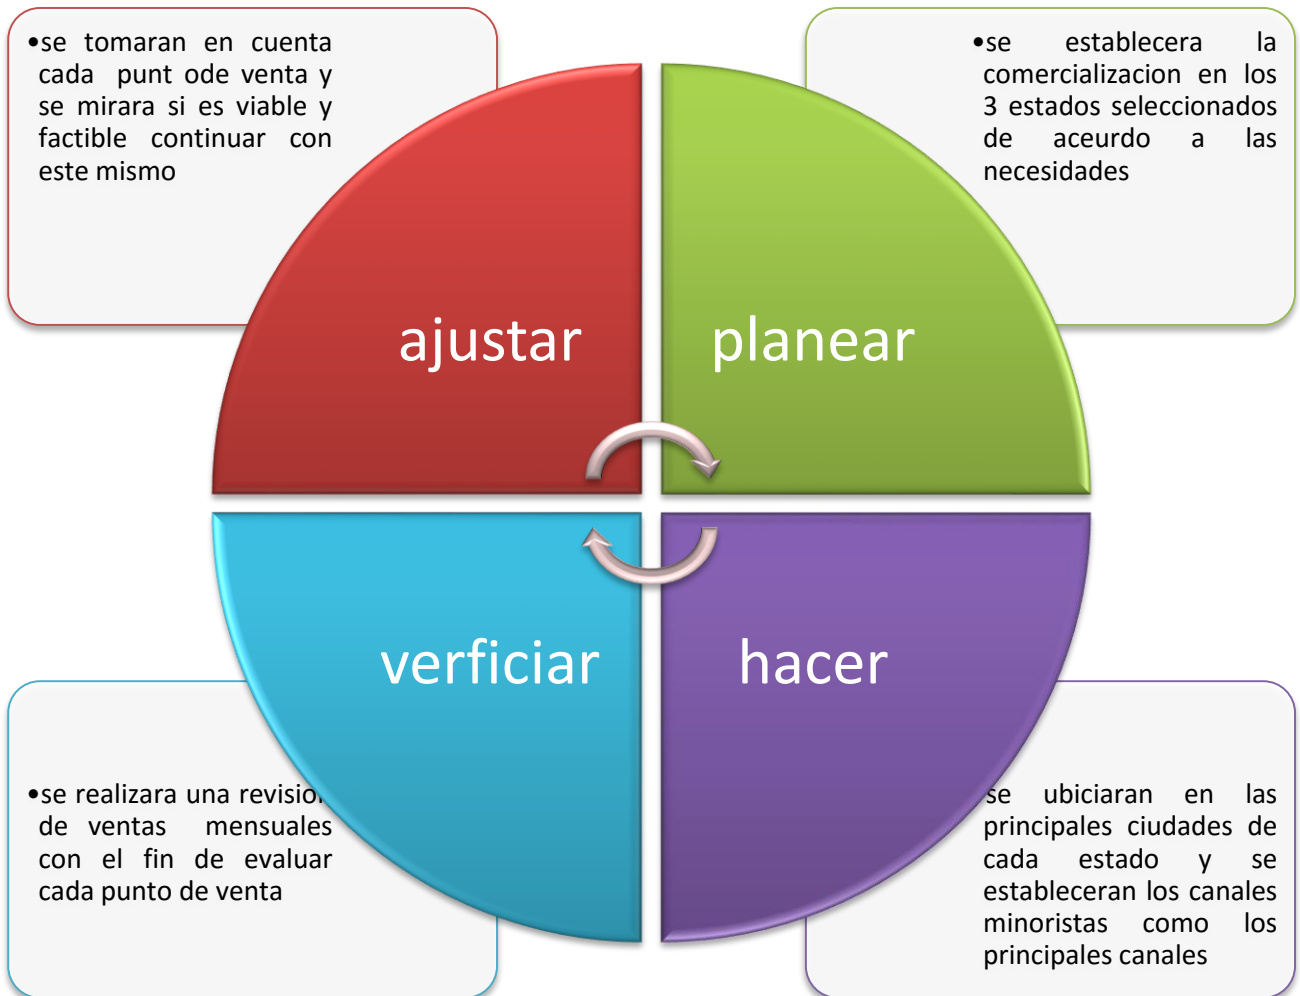 •se tomaran en cuenta
cada punt ode venta y
se mirara si es viable y
factible continuar con
este mismo
•se establecera la
comercializacion en los
3 estados seleccionados
de aceurdo a las
necesidades
ajustar
planear
verficiar
hacer
•se realizara una revision
de ventas mensuales
con el fin de evaluar
cada punto de venta
se ubiciaran en las
principales ciudades de
cada estado y se
estableceran los canales
minoristas como los
principales canales